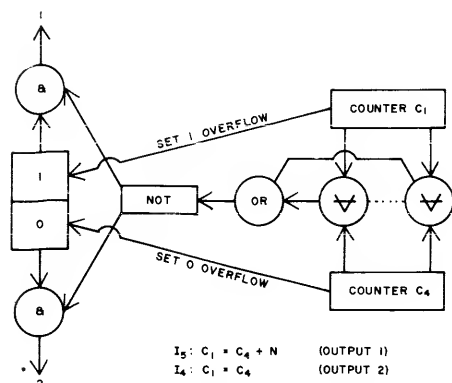 1
&
COUNTER C₁
SET 1 OVERFLOW
1
NOT
OR
⊻
.....
⊻
0
SET 0 OVERFLOW
&
COUNTER C₄
I₅: C₁ = C₄ + N (OUTPUT 1)
I₄: C₁ = C₄ (OUTPUT 2)
2